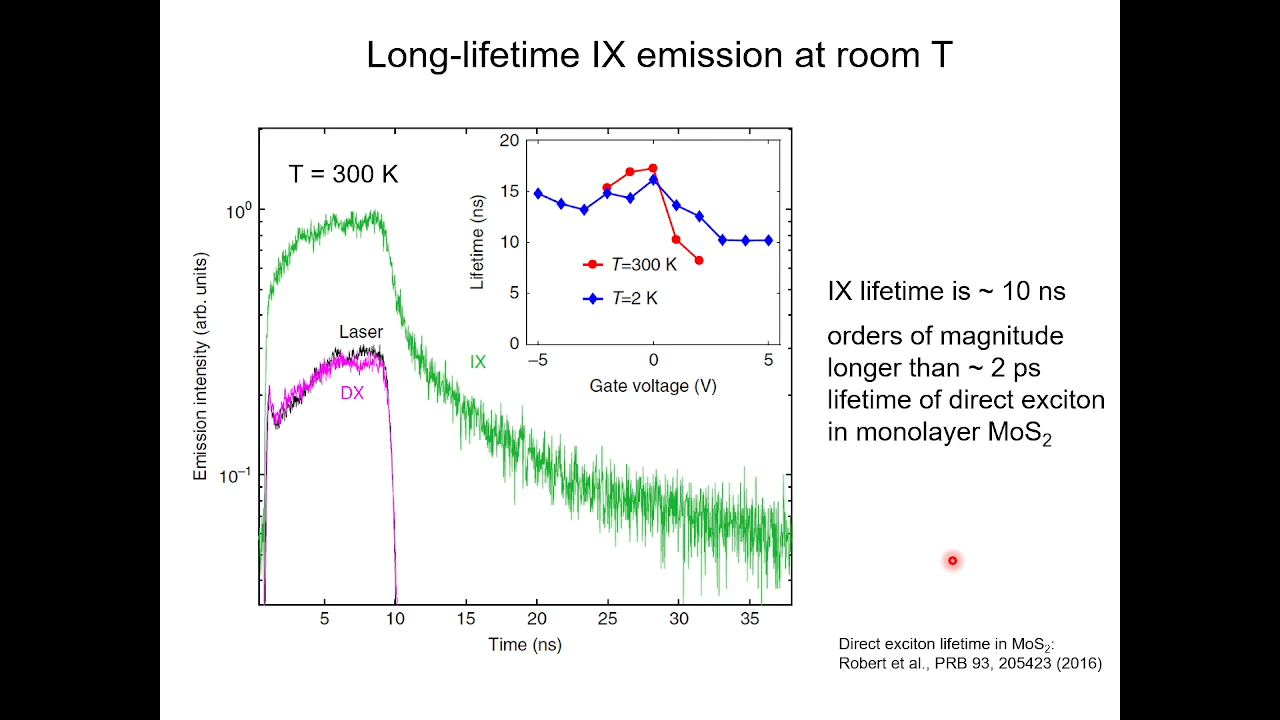 Long-lifetime IX emission at room T
T = 300 K
10⁰
10⁻¹
Emission intensity (arb. units)
Laser
DX
IX
5
10
15
20
25
30
35
Time (ns)
20
15
10
5
0
Lifetime (ns)
T=300 K
T=2 K
−5
0
5
Gate voltage (V)
IX lifetime is ~ 10 ns
orders of magnitude
longer than ~ 2 ps
lifetime of direct exciton
in monolayer MoS₂
Direct exciton lifetime in MoS₂:
Robert et al., PRB 93, 205423 (2016)